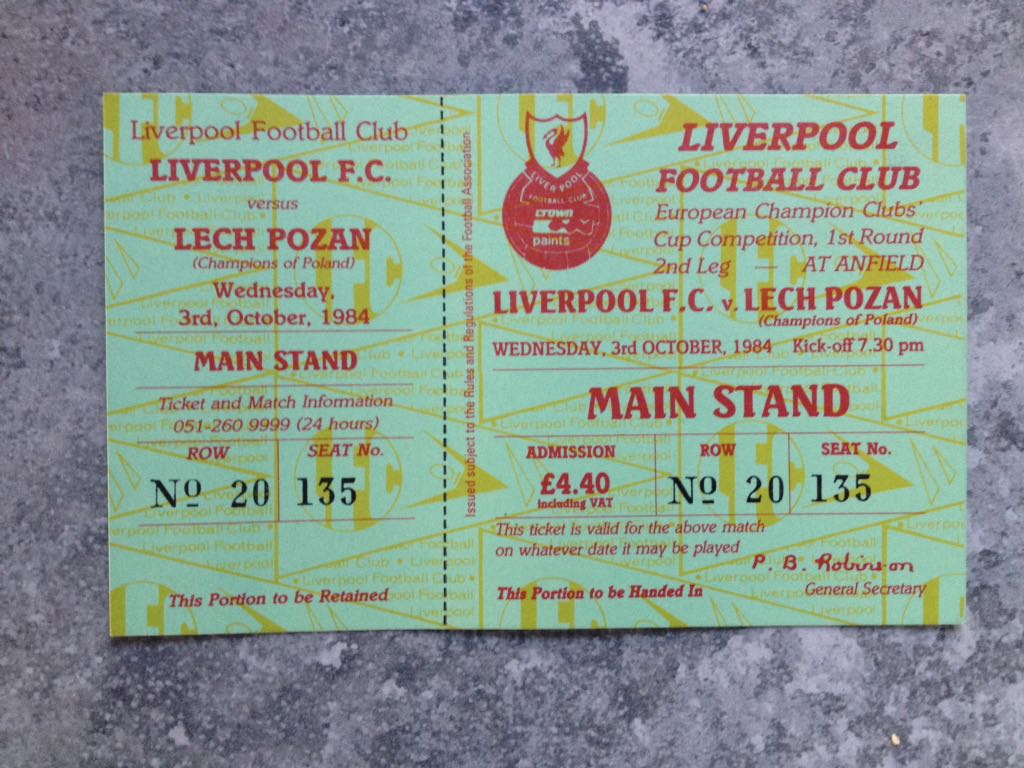 Liverpool Football Club
LIVERPOOL F.C.
versus
LECH POZAN
(Champions of Poland)
Wednesday,
3rd, October, 1984
MAIN STAND
Ticket and Match Information
051-260 9999 (24 hours)
ROW SEAT No.
Nº 20 135
This Portion to be Retained
Issued subject to the Rules and Regulations of the Football Association
LIVERPOOL
FOOTBALL CLUB
crown
paints
LIVERPOOL
FOOTBALL CLUB
European Champion Clubs'
Cup Competition, 1st Round
2nd Leg — AT ANFIELD
LIVERPOOL F.C. v. LECH POZAN
(Champions of Poland)
WEDNESDAY, 3rd OCTOBER, 1984 Kick-off 7.30 pm
MAIN STAND
ADMISSION ROW SEAT No.
£4.40 Nº 20 135
including VAT
This ticket is valid for the above match
on whatever date it may be played
P. B. Robinson
General Secretary
This Portion to be Handed In